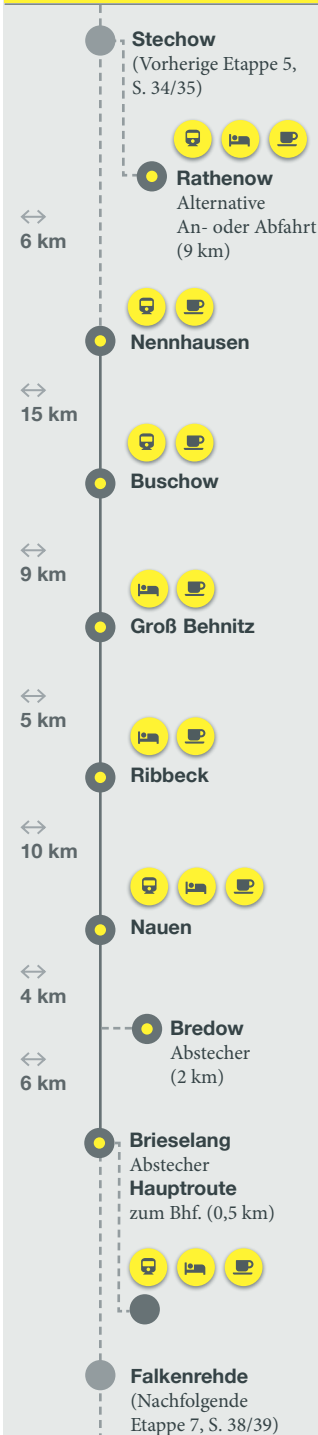 Stechow
(Vorherige Etappe 5,
S. 34/35)
Rathenow
Alternative
An- oder Abfahrt
(9 km)
↔
6 km
Nennhausen
↔
15 km
Buschow
↔
9 km
Groß Behnitz
↔
5 km
Ribbeck
↔
10 km
Nauen
↔
4 km
Bredow
Abstecher
(2 km)
↔
6 km
Brieselang
Abstecher
Hauptroute
zum Bhf. (0,5 km)
Falkenrehde
(Nachfolgende
Etappe 7, S. 38/39)